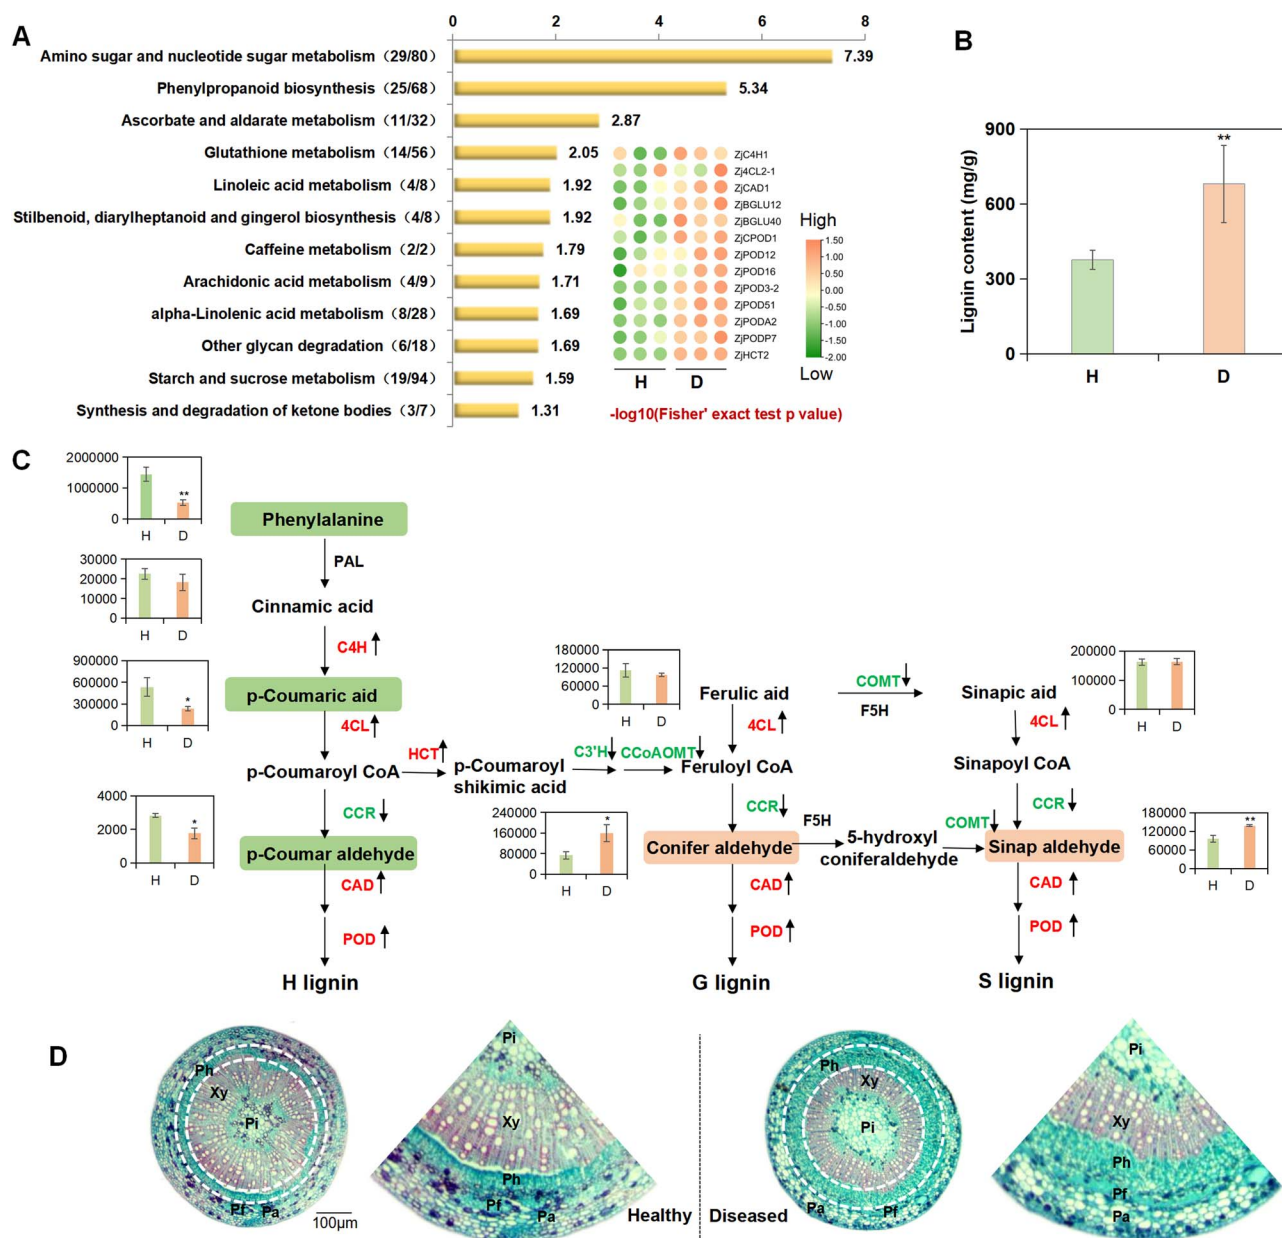 A
0 2 4 6 8
Amino sugar and nucleotide sugar metabolism（29/80） 7.39
Phenylpropanoid biosynthesis（25/68） 5.34
Ascorbate and aldarate metabolism（11/32） 2.87
Glutathione metabolism（14/56） 2.05
Linoleic acid metabolism（4/8） 1.92
Stilbenoid, diarylheptanoid and gingerol biosynthesis（4/8） 1.92
Caffeine metabolism（2/2） 1.79
Arachidonic acid metabolism（4/9） 1.71
alpha-Linolenic acid metabolism（8/28） 1.69
Other glycan degradation（6/18） 1.69
Starch and sucrose metabolism（19/94） 1.59
Synthesis and degradation of ketone bodies（3/7） 1.31
ZjC4H1
Zj4CL2-1
ZjCAD1
ZjBGLU12
ZjBGLU40
ZjCPOD1
ZjPOD12
ZjPOD16
ZjPOD3-2
ZjPOD51
ZjPODA2
ZjPODP7
ZjHCT2
H D
High
1.50
1.00
0.50
0.00
-0.50
-1.00
-1.50
-2.00
Low
-log10(Fisher' exact test p value)
B
Lignin content (mg/g)
900
600
300
0
**
H D
C
2000000
1000000
0
**
H D
30000
20000
10000
0
H D
900000
600000
300000
0
*
H D
4000
2000
0
*
H D
Phenylalanine
PAL
Cinnamic acid
C4H
p-Coumaric aid
4CL
p-Coumaroyl CoA
CCR
p-Coumar aldehyde
CAD
POD
H lignin
HCT
p-Coumaroyl
shikimic acid
C3'H
CCoAOMT
180000
120000
60000
0
H D
Ferulic aid
4CL
Feruloyl CoA
CCR
240000
160000
80000
0
*
H D
Conifer aldehyde
CAD
POD
G lignin
COMT
F5H
F5H
5-hydroxyl
coniferaldehyde
COMT
Sinapic aid
4CL
Sinapoyl CoA
CCR
Sinap aldehyde
CAD
POD
S lignin
200000
100000
0
H D
180000
120000
60000
0
**
H D
D
Ph
Xy
Pi
Pf
Pa
100μm
Pi
Xy
Ph
Pf
Pa
Healthy
Diseased
Ph
Xy
Pi
Pa
Pf
Pi
Xy
Ph
Pf
Pa